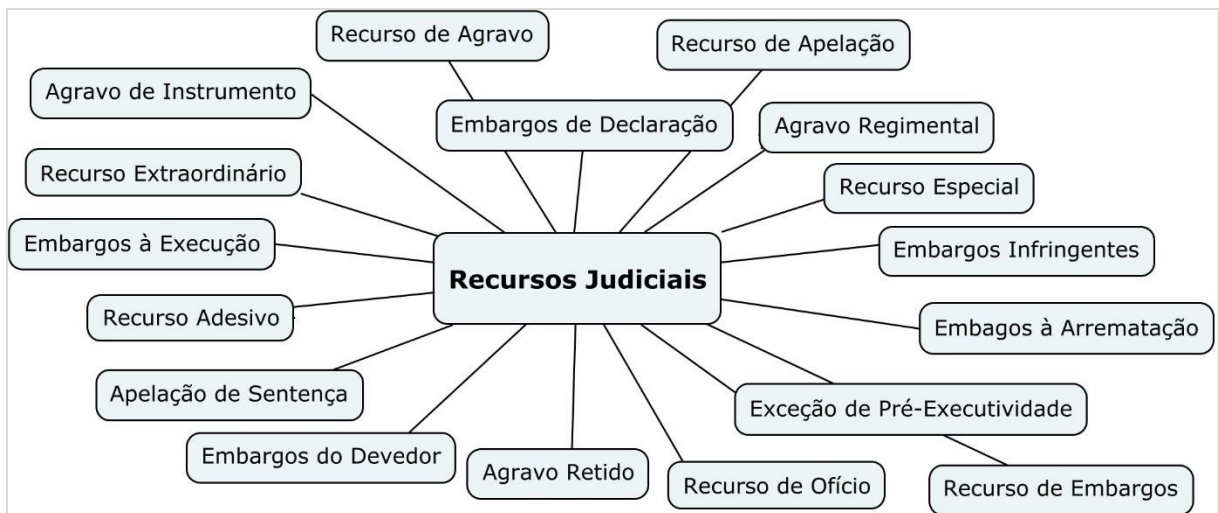 Recurso de Agravo
Recurso de Apelação
Agravo de Instrumento
Embargos de Declaração
Agravo Regimental
Recurso Extraordinário
Recurso Especial
Embargos à Execução
Embargos Infringentes
Recursos Judiciais
Recurso Adesivo
Embagos à Arrematação
Apelação de Sentença
Exceção de Pré-Executividade
Embargos do Devedor
Agravo Retido
Recurso de Ofício
Recurso de Embargos